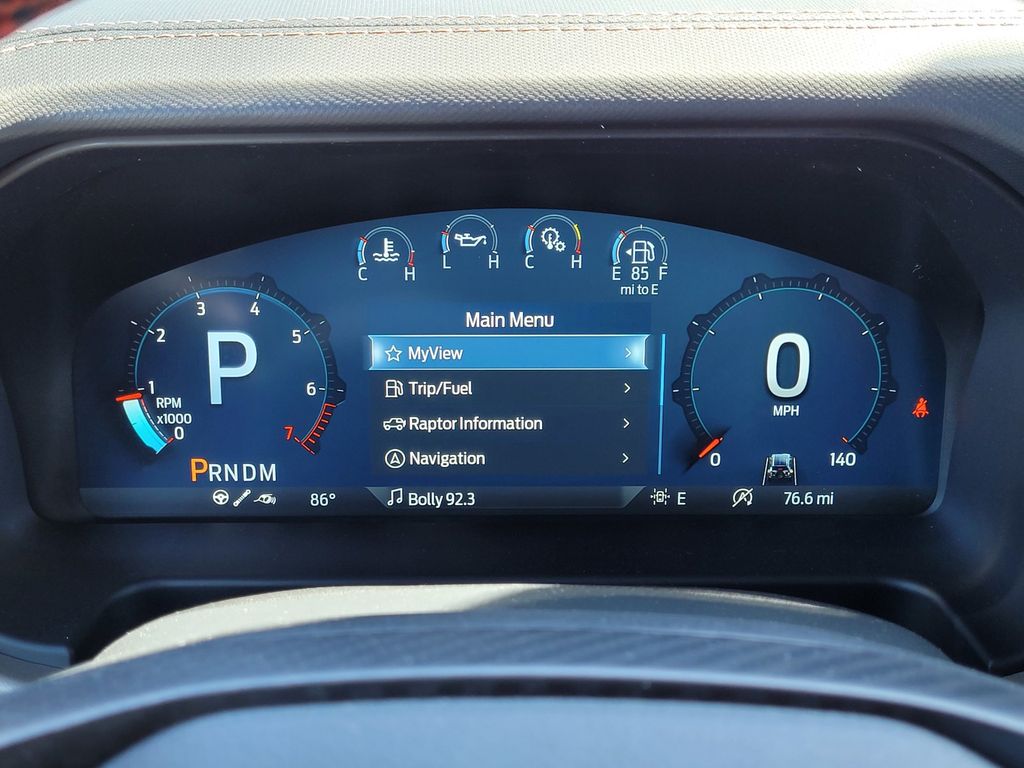 C H
L H
C H
E 85 F
mi to E
Main Menu
MyView
Trip/Fuel
Raptor Information
Navigation
0 1 2 3 4 5 6 7
P
RPM
x1000
PRNDM
0
MPH
0 140
86°
Bolly 92.3
E
76.6 mi